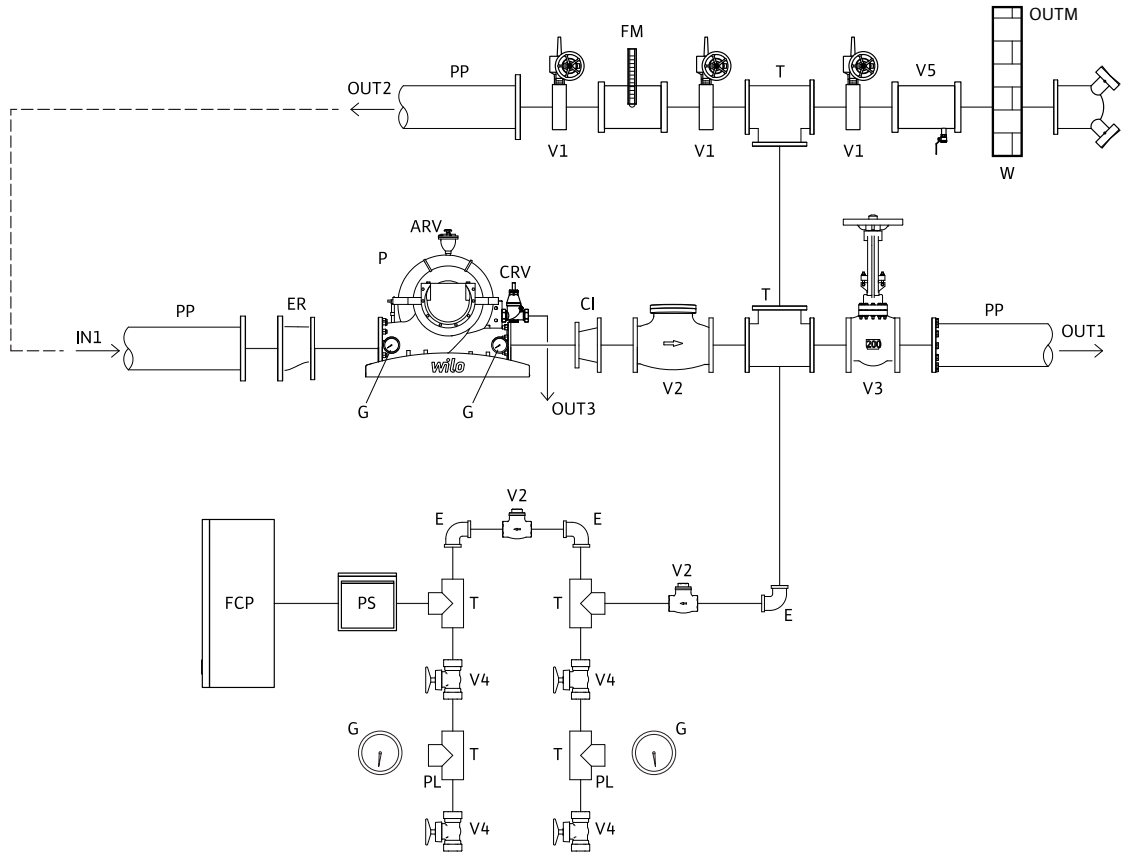 OUTM
FM
PP
T
V5
OUT2
V1
V1
V1
W
ARV
P
CRV
ER
CI
T
PP
PP
IN1
OUT1
200
wilo
V2
V3
G
G
OUT3
V2
E
E
V2
FCP
PS
T
T
E
V4
V4
G
G
T
T
PL
PL
V4
V4